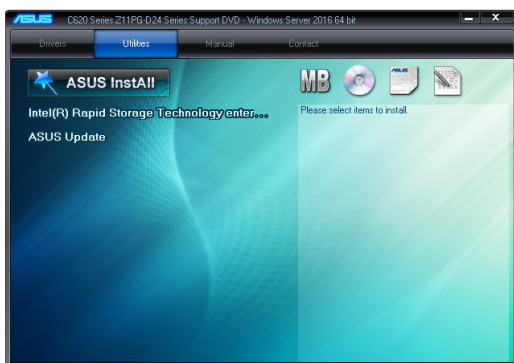 ASUS C620 Series Z11PG-D24 Series Support DVD - Windows Server 2016 64 bit
Drivers Utilities Manual Contact
ASUS InstAll
MB
Intel(R) Rapid Storage Technology enter...
Please select items to install.
ASUS Update